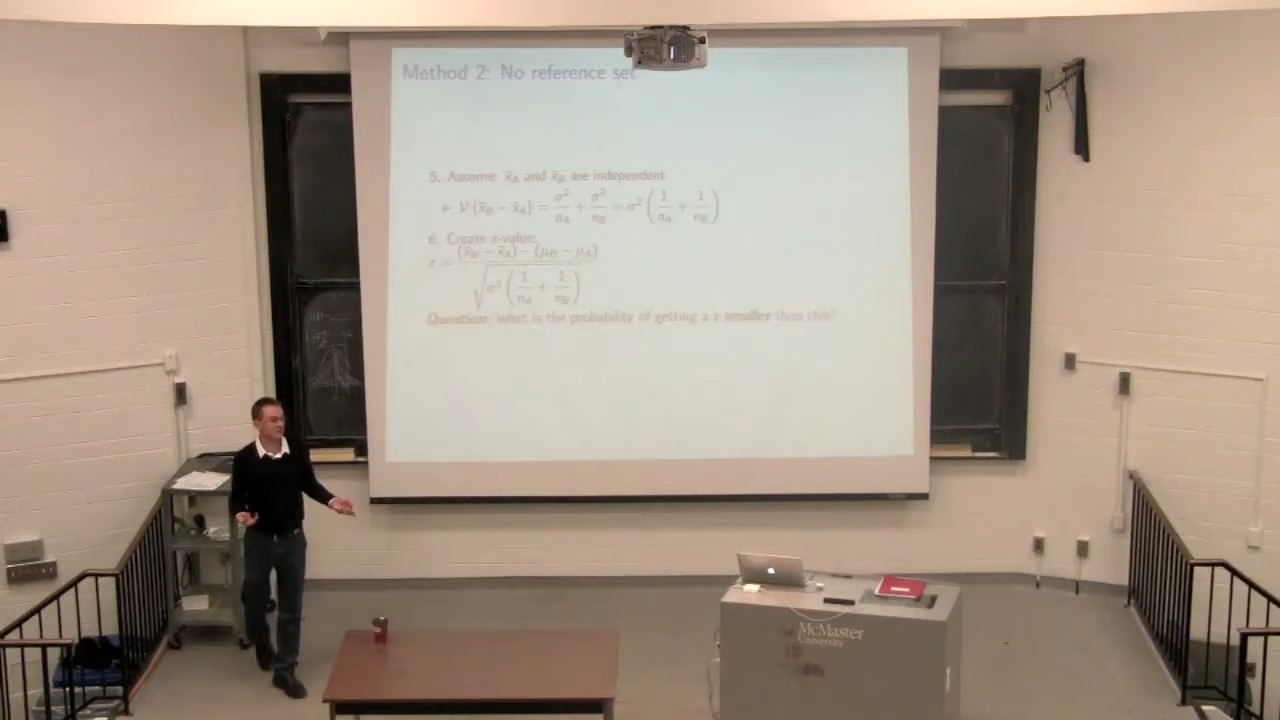 Method 2: No reference set
5. Assume: x̄_A and x̄_B are independent
▸ V{x̄_B − x̄_A} = σ²/n_A + σ²/n_B = σ² (1/n_A + 1/n_B)
6. Create z-value:
z = ((x̄_B − x̄_A) − (μ_B − μ_A)) / √(σ² (1/n_A + 1/n_B))
Question: what is the probability of getting a z smaller than this?
McMaster
University